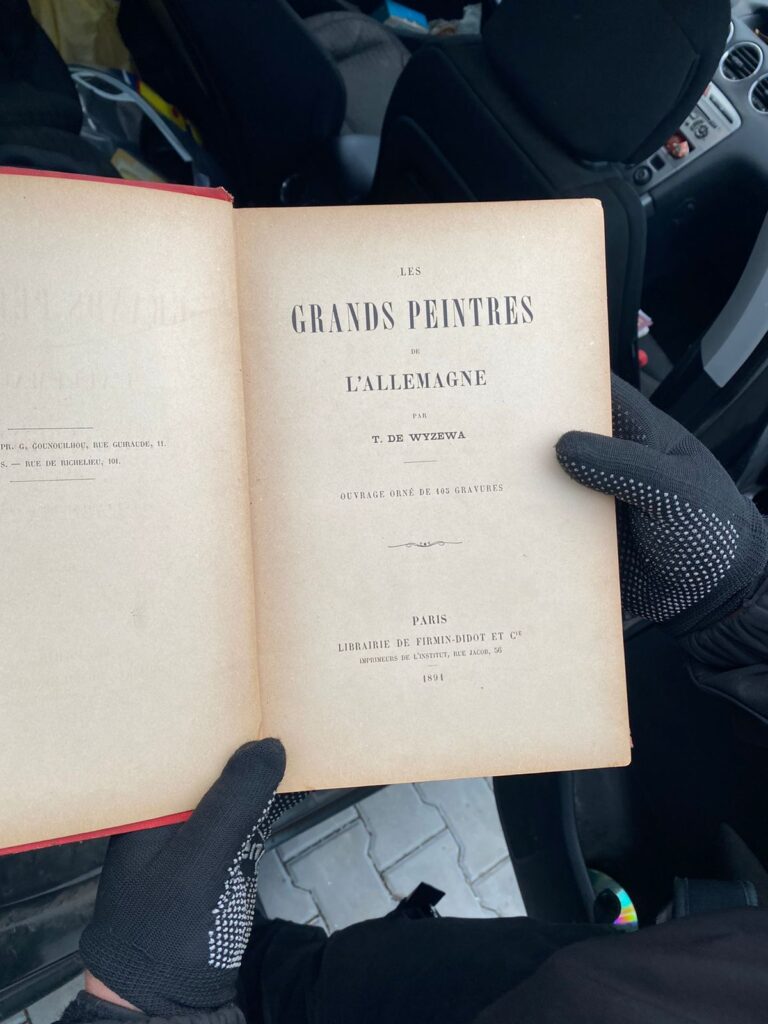 PR. G. GOUNOUILHOU, RUE GUIRAUDE, 11.
S. — RUE DE RICHELIEU, 101.
LES
GRANDS PEINTRES
DE
L'ALLEMAGNE
PAR
T. DE WYZEWA
OUVRAGE ORNÉ DE 105 GRAVURES
PARIS
LIBRAIRIE DE FIRMIN-DIDOT ET Cie
IMPRIMEURS DE L'INSTITUT, RUE JACOB, 56
1891